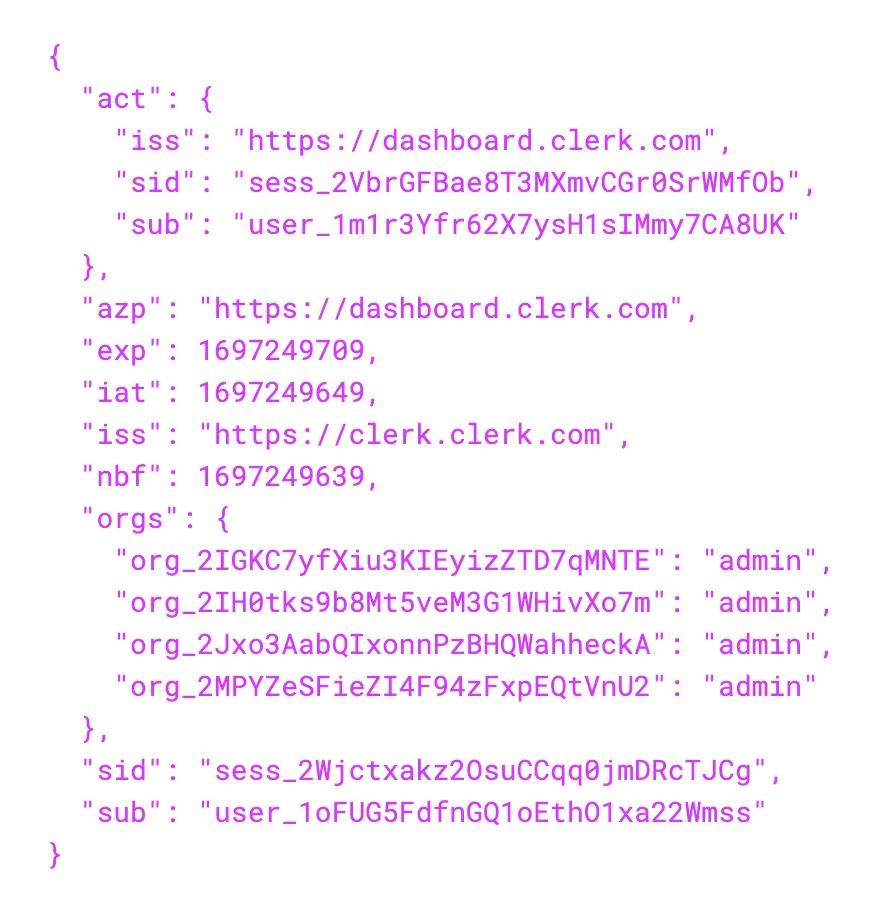 {
"act": {
"iss": "https://dashboard.clerk.com",
"sid": "sess_2VbrGFBae8T3MXmvCGr0SrWMfOb",
"sub": "user_1m1r3Yfr62X7ysH1sIMmy7CA8UK"
},
"azp": "https://dashboard.clerk.com",
"exp": 1697249709,
"iat": 1697249649,
"iss": "https://clerk.clerk.com",
"nbf": 1697249639,
"orgs": {
"org_2IGKC7yfXiu3KIEyizZTD7qMNTE": "admin",
"org_2IH0tks9b8Mt5veM3G1WHivXo7m": "admin",
"org_2Jxo3AabQIxonnPzBHQWahheckA": "admin",
"org_2MPYZeSFieZI4F94zFxpEQtVnU2": "admin"
},
"sid": "sess_2Wjctxakz2OsuCCqq0jmDRcTJCg",
"sub": "user_1oFUG5FdfnGQ1oEthO1xa22Wmss"
}